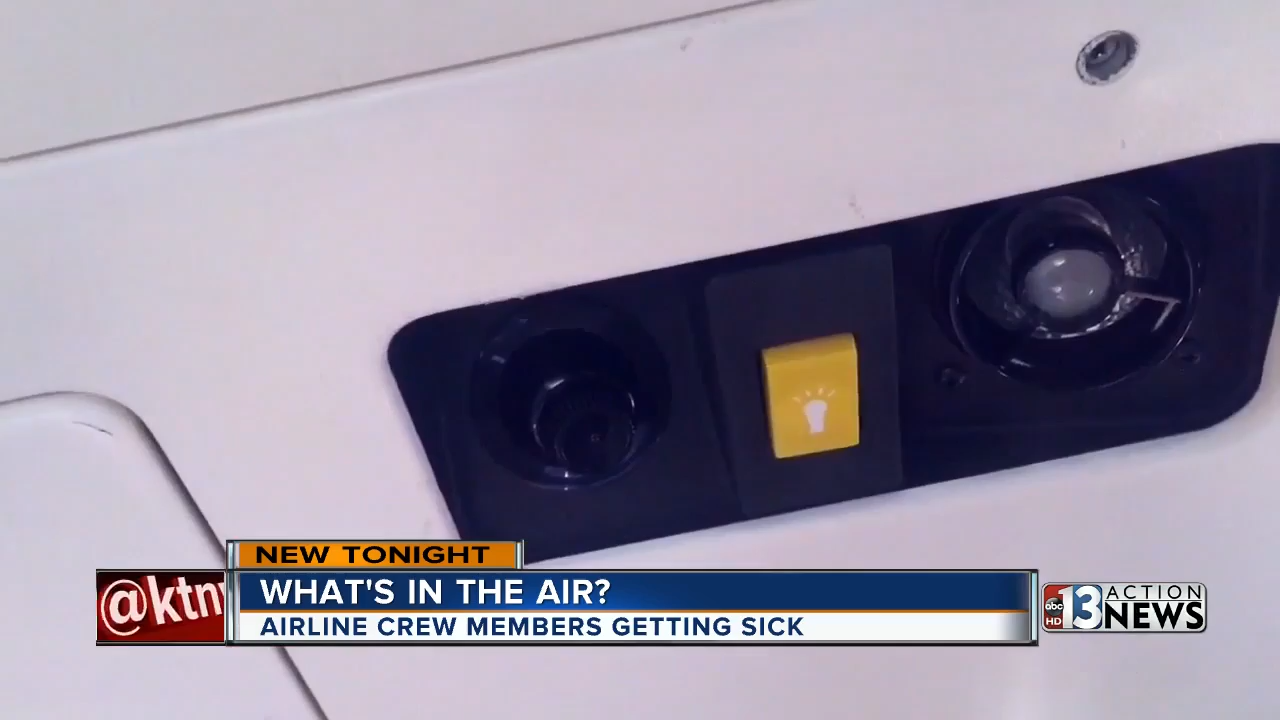 NEW TONIGHT
@ktn
WHAT'S IN THE AIR?
AIRLINE CREW MEMBERS GETTING SICK
abc
HD
13
ACTION
NEWS